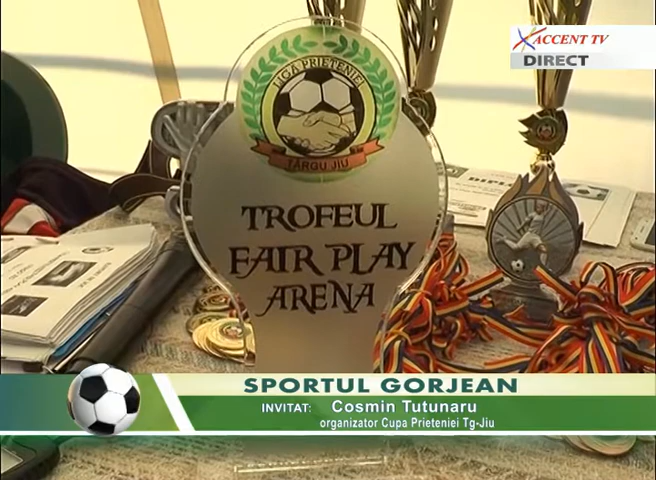 ACCENT TV
DIRECT
LIGA PRIETENIEI
TÂRGU JIU
TROFEUL
FAIR PLAY
ARENA
DIPL
SPORTUL GORJEAN
INVITAT: Cosmin Tutunaru
organizator Cupa Prieteniei Tg-Jiu